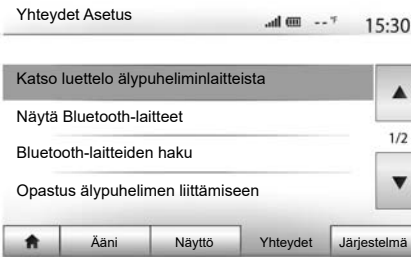 Yhteydet Asetus
-- °F 15:30
Katso luettelo älypuheliminlaitteista
Näytä Bluetooth-laitteet
1/2
Bluetooth-laitteiden haku
Opastus älypuhelimen liittämiseen
Ääni Näyttö Yhteydet Järjestelmä